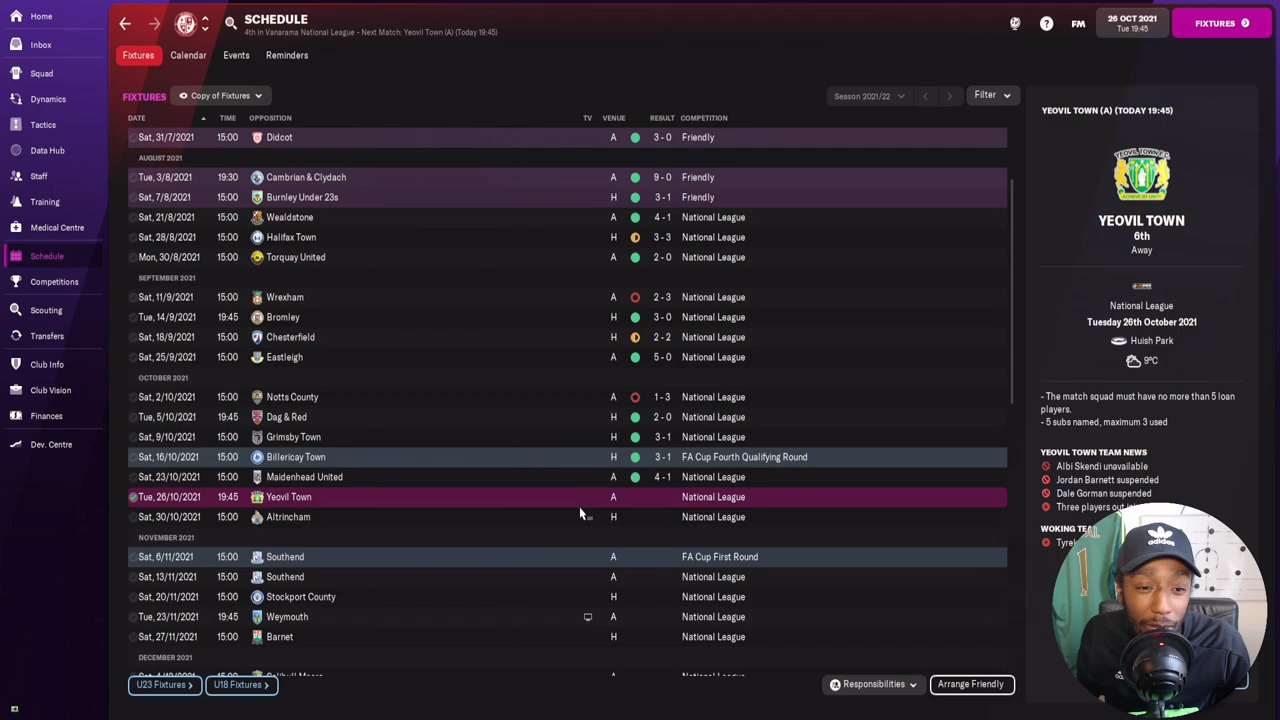 Home
SCHEDULE
4th in Vanarama National League - Next Match: Yeovil Town (A) (Today 19:45)
FM
26 OCT 2021
Tue 19:45
FIXTURES
Inbox
Squad
Dynamics
Tactics
Data Hub
Staff
Training
Medical Centre
Schedule
Competitions
Scouting
Transfers
Club Info
Club Vision
Finances
Dev. Centre
Fixtures Calendar Events Reminders
FIXTURES Copy of Fixtures Season 2021/22 Filter
DATE TIME OPPOSITION TV VENUE RESULT COMPETITION
Sat, 31/7/2021 15:00 Didcot A 3 - 0 Friendly
AUGUST 2021
Tue, 3/8/2021 19:30 Cambrian & Clydach A 9 - 0 Friendly
Sat, 7/8/2021 15:00 Burnley Under 23s H 3 - 1 Friendly
Sat, 21/8/2021 15:00 Wealdstone A 4 - 1 National League
Sat, 28/8/2021 15:00 Halifax Town H 3 - 3 National League
Mon, 30/8/2021 15:00 Torquay United A 2 - 0 National League
SEPTEMBER 2021
Sat, 11/9/2021 15:00 Wrexham A 2 - 3 National League
Tue, 14/9/2021 19:45 Bromley H 3 - 0 National League
Sat, 18/9/2021 15:00 Chesterfield H 2 - 2 National League
Sat, 25/9/2021 15:00 Eastleigh A 5 - 0 National League
OCTOBER 2021
Sat, 2/10/2021 15:00 Notts County A 1 - 3 National League
Tue, 5/10/2021 19:45 Dag & Red H 2 - 0 National League
Sat, 9/10/2021 15:00 Grimsby Town H 3 - 1 National League
Sat, 16/10/2021 15:00 Billericay Town H 3 - 1 FA Cup Fourth Qualifying Round
Sat, 23/10/2021 15:00 Maidenhead United A 4 - 1 National League
Tue, 26/10/2021 19:45 Yeovil Town A National League
Sat, 30/10/2021 15:00 Altrincham H National League
NOVEMBER 2021
Sat, 6/11/2021 15:00 Southend A FA Cup First Round
Sat, 13/11/2021 15:00 Southend A National League
Sat, 20/11/2021 15:00 Stockport County H National League
Tue, 23/11/2021 19:45 Weymouth A National League
Sat, 27/11/2021 15:00 Barnet H National League
DECEMBER 2021
U23 Fixtures U18 Fixtures Responsibilities Arrange Friendly
YEOVIL TOWN (A) (TODAY 19:45)
YEOVIL TOWN
6th
Away
National League
Tuesday 26th October 2021
Huish Park
9ºC
- The match squad must have no more than 5 loan
players.
- 5 subs named, maximum 3 used
YEOVIL TOWN TEAM NEWS
Albi Skendi unavailable
Jordan Barnett suspended
Dale Gorman suspended
Three players out
WOKING